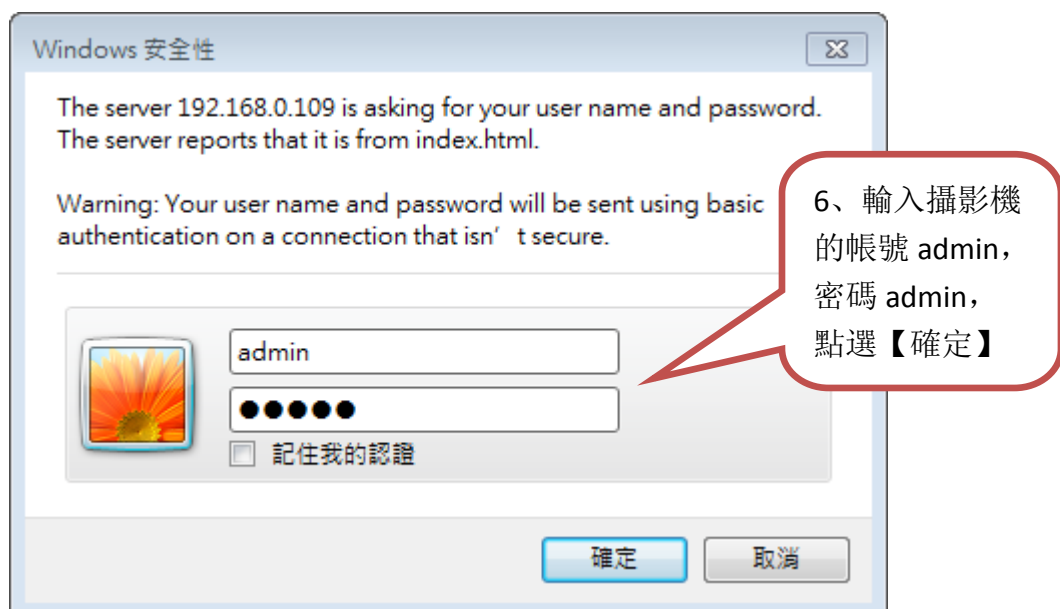 Windows 安全性
The server 192.168.0.109 is asking for your user name and password.
The server reports that it is from index.html.
Warning: Your user name and password will be sent using basic
authentication on a connection that isn't secure.
6、輸入攝影機
的帳號 admin，
密碼 admin，
點選【確定】
admin
●●●●●
記住我的認證
確定
取消